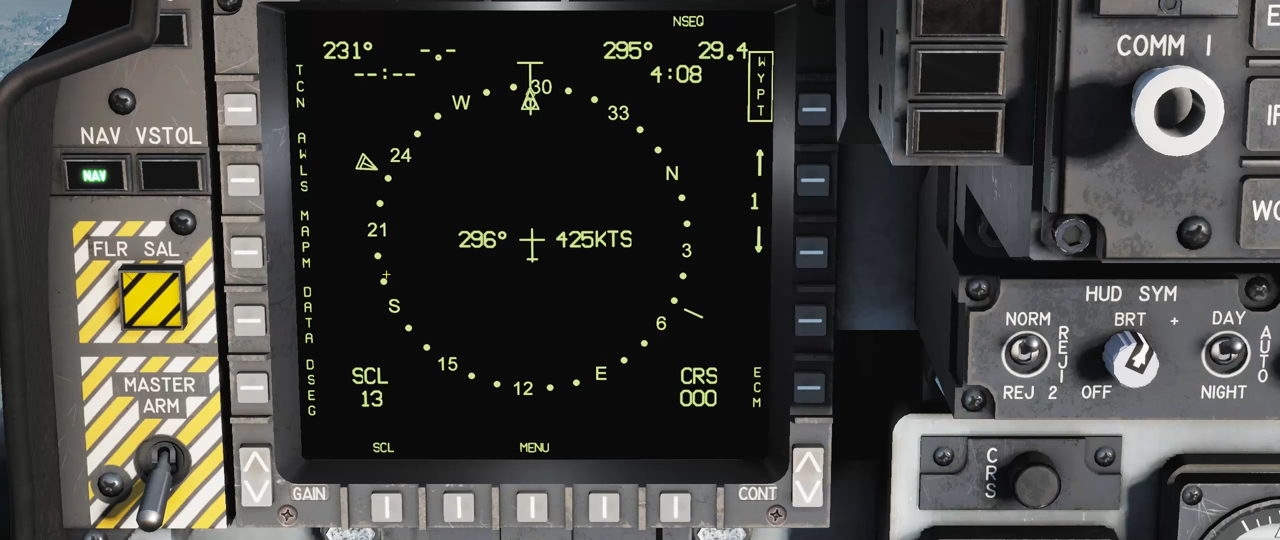 NSEQ
231° -.- 295° 29.4
--:-- 4:08
WYPT
TCN
AWLS
MAPM
DATA
DSEG
30
33
N
3
6
E
12
15
S
21
24
W
296° 425KTS
1
SCL
13
CRS
000
ECM
SCL MENU
GAIN CONT
NAV VSTOL
NAV
FLR SAL
MASTER
ARM
COMM 1
HUD SYM
NORM BRT + DAY
REJ 1
AUTO
REJ 2 OFF NIGHT
CRS